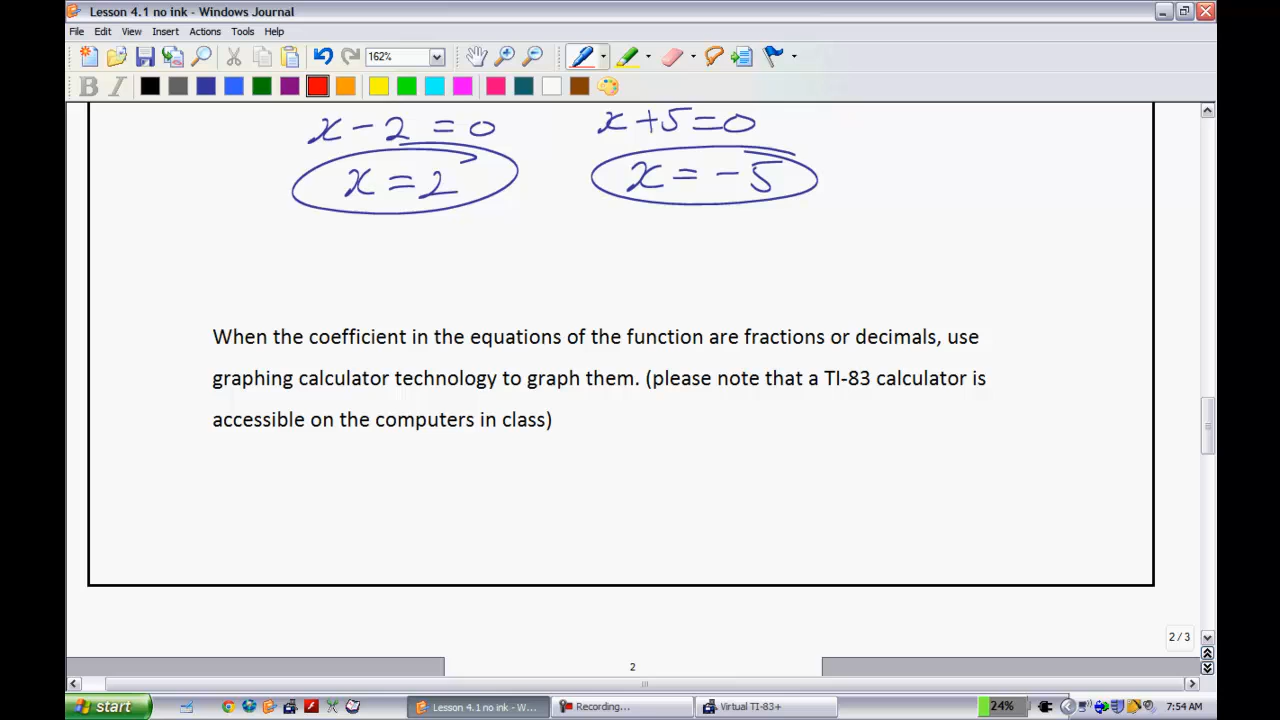 Lesson 4.1 no ink - Windows Journal
File Edit View Insert Actions Tools Help
162%
B I
x - 2 = 0 x + 5 = 0
x = 2 x = -5
When the coefficient in the equations of the function are fractions or decimals, use
graphing calculator technology to graph them. (please note that a TI-83 calculator is
accessible on the computers in class)
2 / 3
2
start Lesson 4.1 no ink - W... Recording... Virtual TI-83+ 24% 7:54 AM